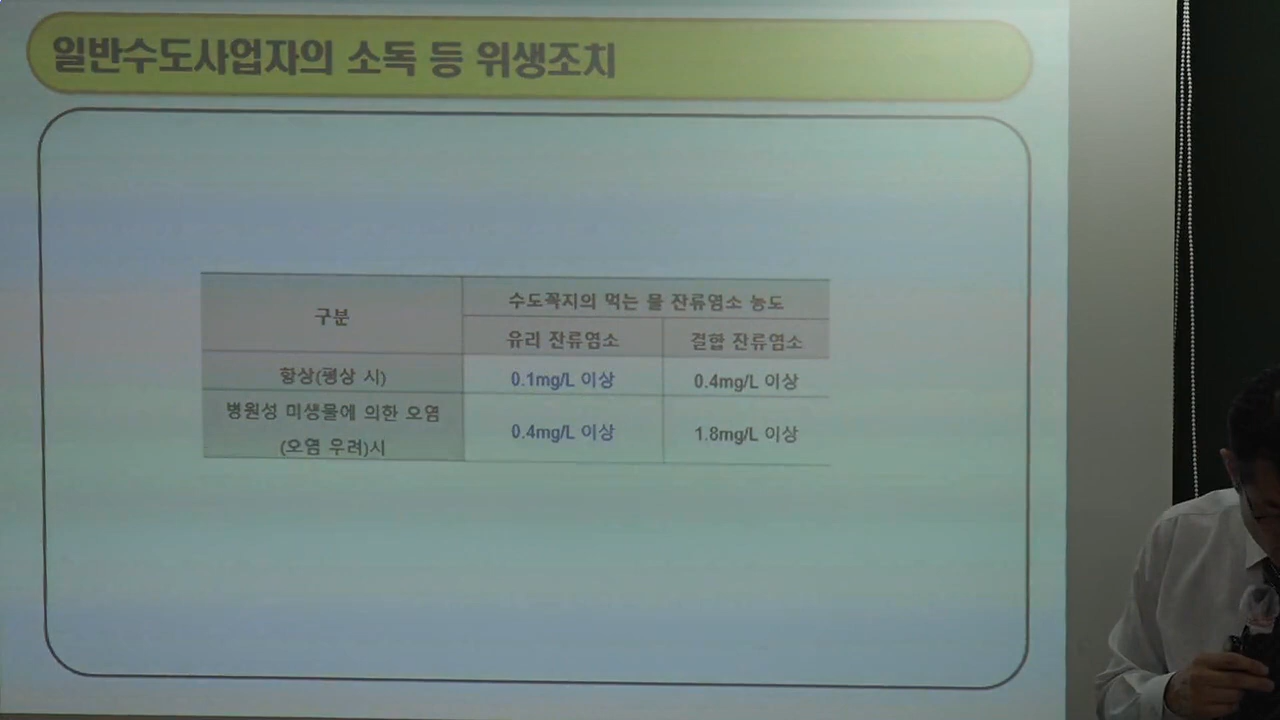 일반수도사업자의 소독 등 위생조치
구분
수도꼭지의 먹는 물 잔류염소 농도
유리 잔류염소
결합 잔류염소
항상(평상 시)
0.1mg/L 이상
0.4mg/L 이상
병원성 미생물에 의한 오염
(오염 우려)시
0.4mg/L 이상
1.8mg/L 이상